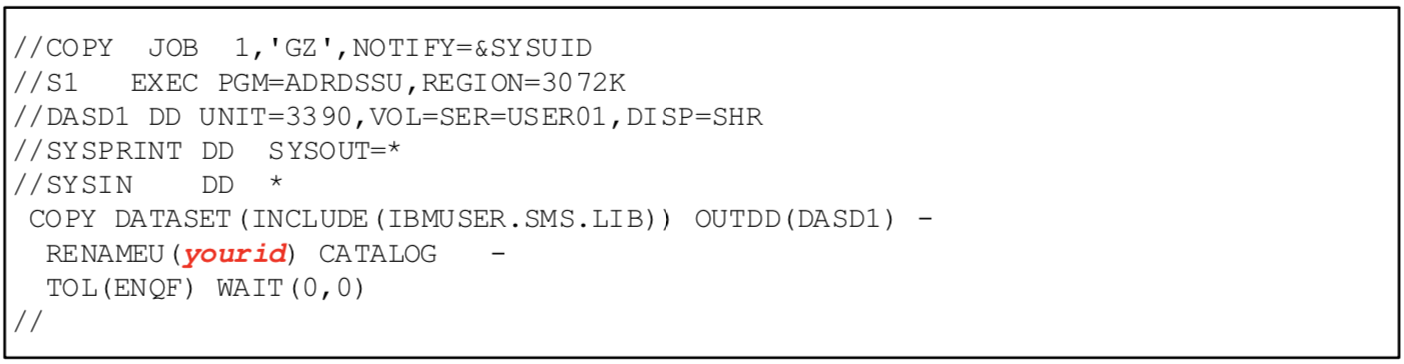 //COPY  JOB  1,'GZ',NOTIFY=&SYSUID
//S1   EXEC PGM=ADRDSSU,REGION=3072K
//DASD1 DD UNIT=3390,VOL=SER=USER01,DISP=SHR
//SYSPRINT DD  SYSOUT=*
//SYSIN    DD  *
 COPY DATASET(INCLUDE(IBMUSER.SMS.LIB)) OUTDD(DASD1) -
  RENAMEU(yourid) CATALOG   -
  TOL(ENQF) WAIT(0,0)
//